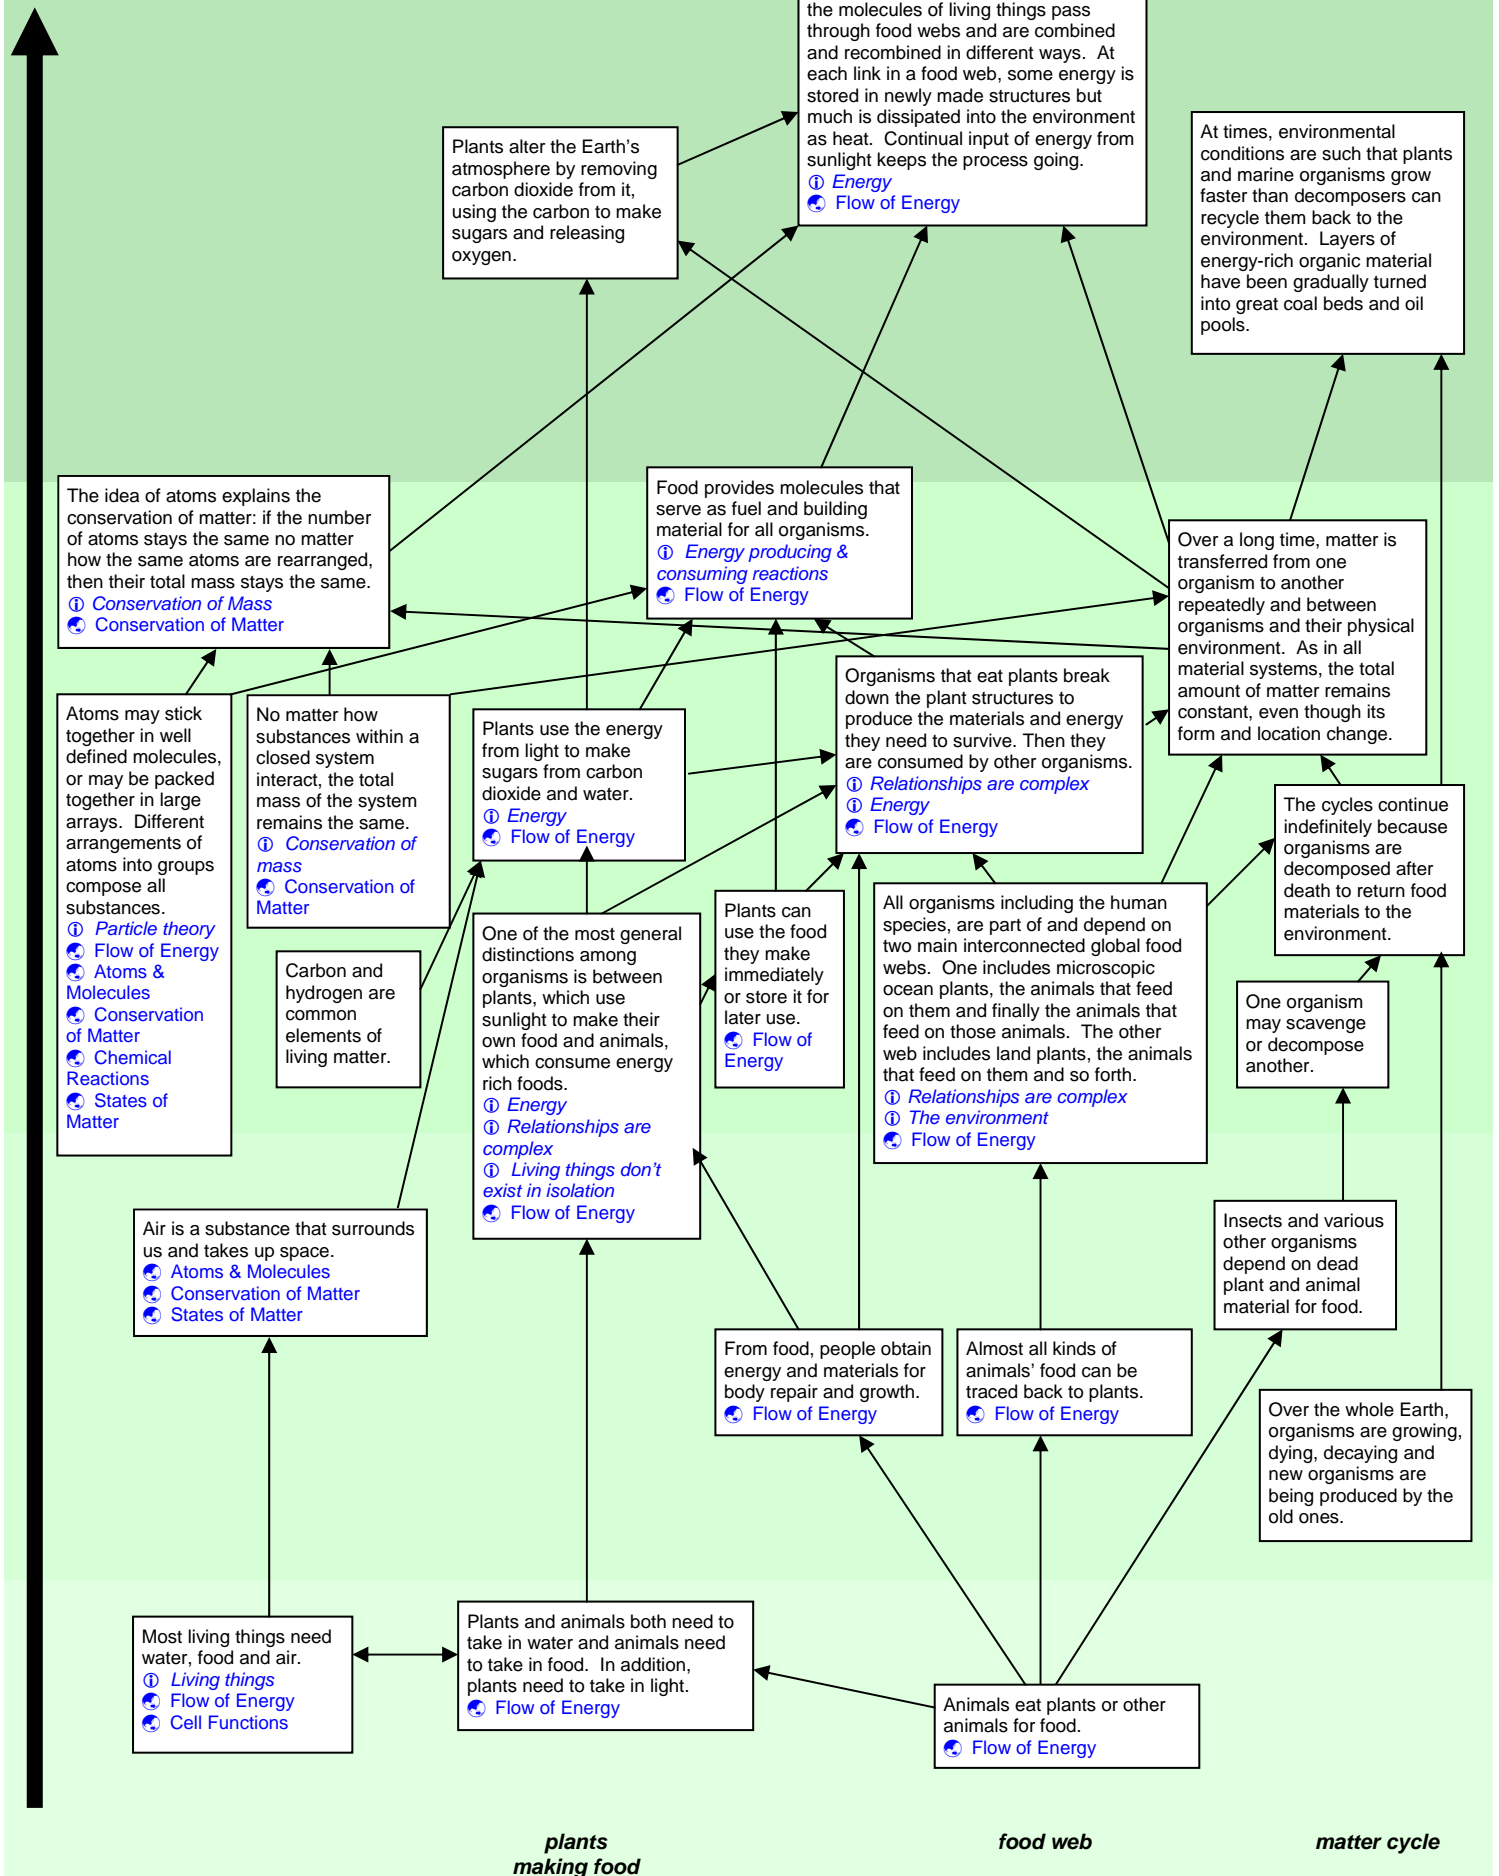 the molecules of living things pass
through food webs and are combined
and recombined in different ways.  At
each link in a food web, some energy is
stored in newly made structures but
much is dissipated into the environment
as heat.  Continual input of energy from
sunlight keeps the process going.
Energy
Flow of Energy
Plants alter the Earth's
atmosphere by removing
carbon dioxide from it,
using the carbon to make
sugars and releasing
oxygen.
At times, environmental
conditions are such that plants
and marine organisms grow
faster than decomposers can
recycle them back to the
environment.  Layers of
energy-rich organic material
have been gradually turned
into great coal beds and oil
pools.
The idea of atoms explains the
conservation of matter: if the number
of atoms stays the same no matter
how the same atoms are rearranged,
then their total mass stays the same.
Conservation of Mass
Conservation of Matter
Food provides molecules that
serve as fuel and building
material for all organisms.
Energy producing &
consuming reactions
Flow of Energy
Over a long time, matter is
transferred from one
organism to another
repeatedly and between
organisms and their physical
environment.  As in all
material systems, the total
amount of matter remains
constant, even though its
form and location change.
Atoms may stick
together in well
defined molecules,
or may be packed
together in large
arrays.  Different
arrangements of
atoms into groups
compose all
substances.
Particle theory
Flow of Energy
Atoms &
Molecules
Conservation
of Matter
Chemical
Reactions
States of
Matter
No matter how
substances within a
closed system
interact, the total
mass of the system
remains the same.
Conservation of
mass
Conservation of
Matter
Plants use the energy
from light to make
sugars from carbon
dioxide and water.
Energy
Flow of Energy
Organisms that eat plants break
down the plant structures to
produce the materials and energy
they need to survive. Then they
are consumed by other organisms.
Relationships are complex
Energy
Flow of Energy
The cycles continue
indefinitely because
organisms are
decomposed after
death to return food
materials to the
environment.
Carbon and
hydrogen are
common
elements of
living matter.
One of the most general
distinctions among
organisms is between
plants, which use
sunlight to make their
own food and animals,
which consume energy
rich foods.
Energy
Relationships are
complex
Living things don't
exist in isolation
Flow of Energy
Plants can
use the food
they make
immediately
or store it for
later use.
Flow of
Energy
All organisms including the human
species, are part of and depend on
two main interconnected global food
webs.  One includes microscopic
ocean plants, the animals that feed
on them and finally the animals that
feed on those animals.  The other
web includes land plants, the animals
that feed on them and so forth.
Relationships are complex
The environment
Flow of Energy
One organism
may scavenge
or decompose
another.
Air is a substance that surrounds
us and takes up space.
Atoms & Molecules
Conservation of Matter
States of Matter
Insects and various
other organisms
depend on dead
plant and animal
material for food.
From food, people obtain
energy and materials for
body repair and growth.
Flow of Energy
Almost all kinds of
animals' food can be
traced back to plants.
Flow of Energy
Over the whole Earth,
organisms are growing,
dying, decaying and
new organisms are
being produced by the
old ones.
Most living things need
water, food and air.
Living things
Flow of Energy
Cell Functions
Plants and animals both need to
take in water and animals need
to take in food.  In addition,
plants need to take in light.
Flow of Energy
Animals eat plants or other
animals for food.
Flow of Energy
plants
making food
food web
matter cycle